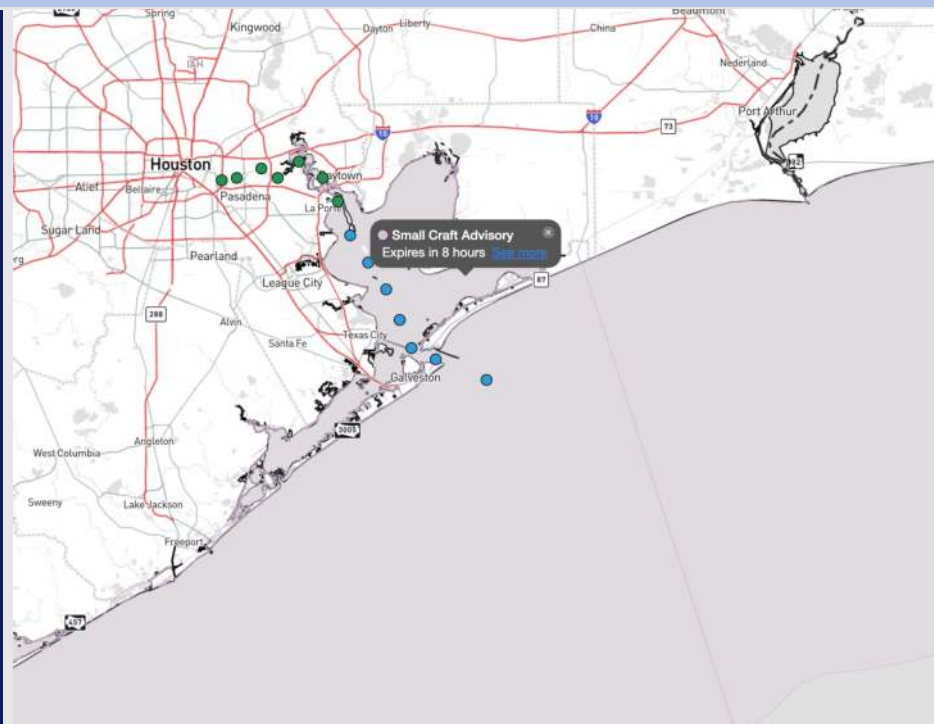 Spring
Kingwood
Dayton
Liberty
China
Beaumont
IAH
Nederland
10
10
73
Port Arthur
Houston
Baytown
Alief
Bellaire
Pasadena
La Porte
Sugar Land
Small Craft Advisory
Expires in 8 hours See more
Pearland
League City
87
288
Alvin
Texas City
Santa Fe
Galveston
3005
West Columbia
Angleton
Sweeny
Lake Jackson
Freeport
457